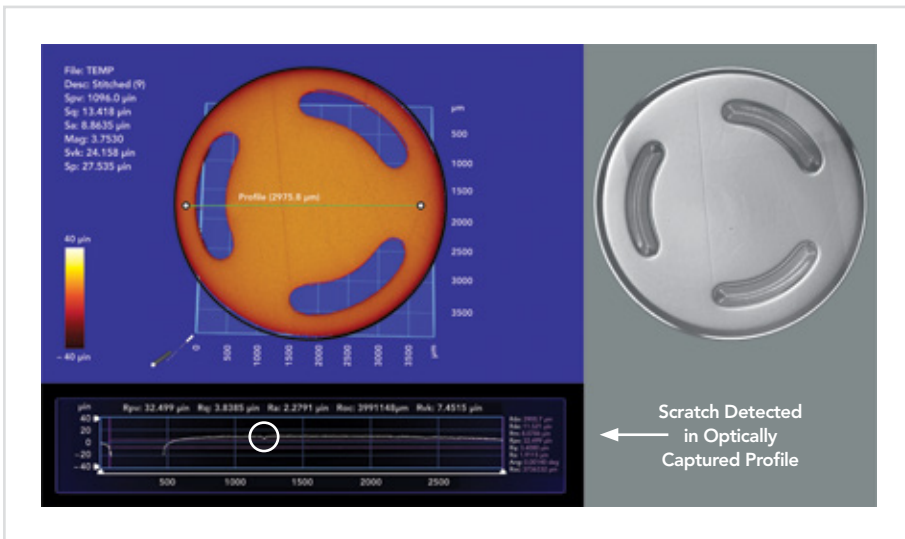 File: TEMP
Desc: Stitched (9)
Spv: 1096.0 µin
Sq: 13.418 µin
Sa: 8.8635 µin
Mag: 3.7530
Svk: 24.158 µin
Sp: 27.535 µin
40 µin
- 40 µin
Profile (2975.8 µm)
µm
500
1000
1500
2000
2500
3000
3500
0
500
1000
1500
2000
2500
3000
3500
µm
µin
Rpv: 32.499 µin Rq: 3.8385 µin Ra: 2.2791 µin Roc: 3991148µm Rvk: 7.4515 µin
40
20
0
-20
-40
500
1000
1500
2000
2500
Scratch Detected
in Optically
Captured Profile